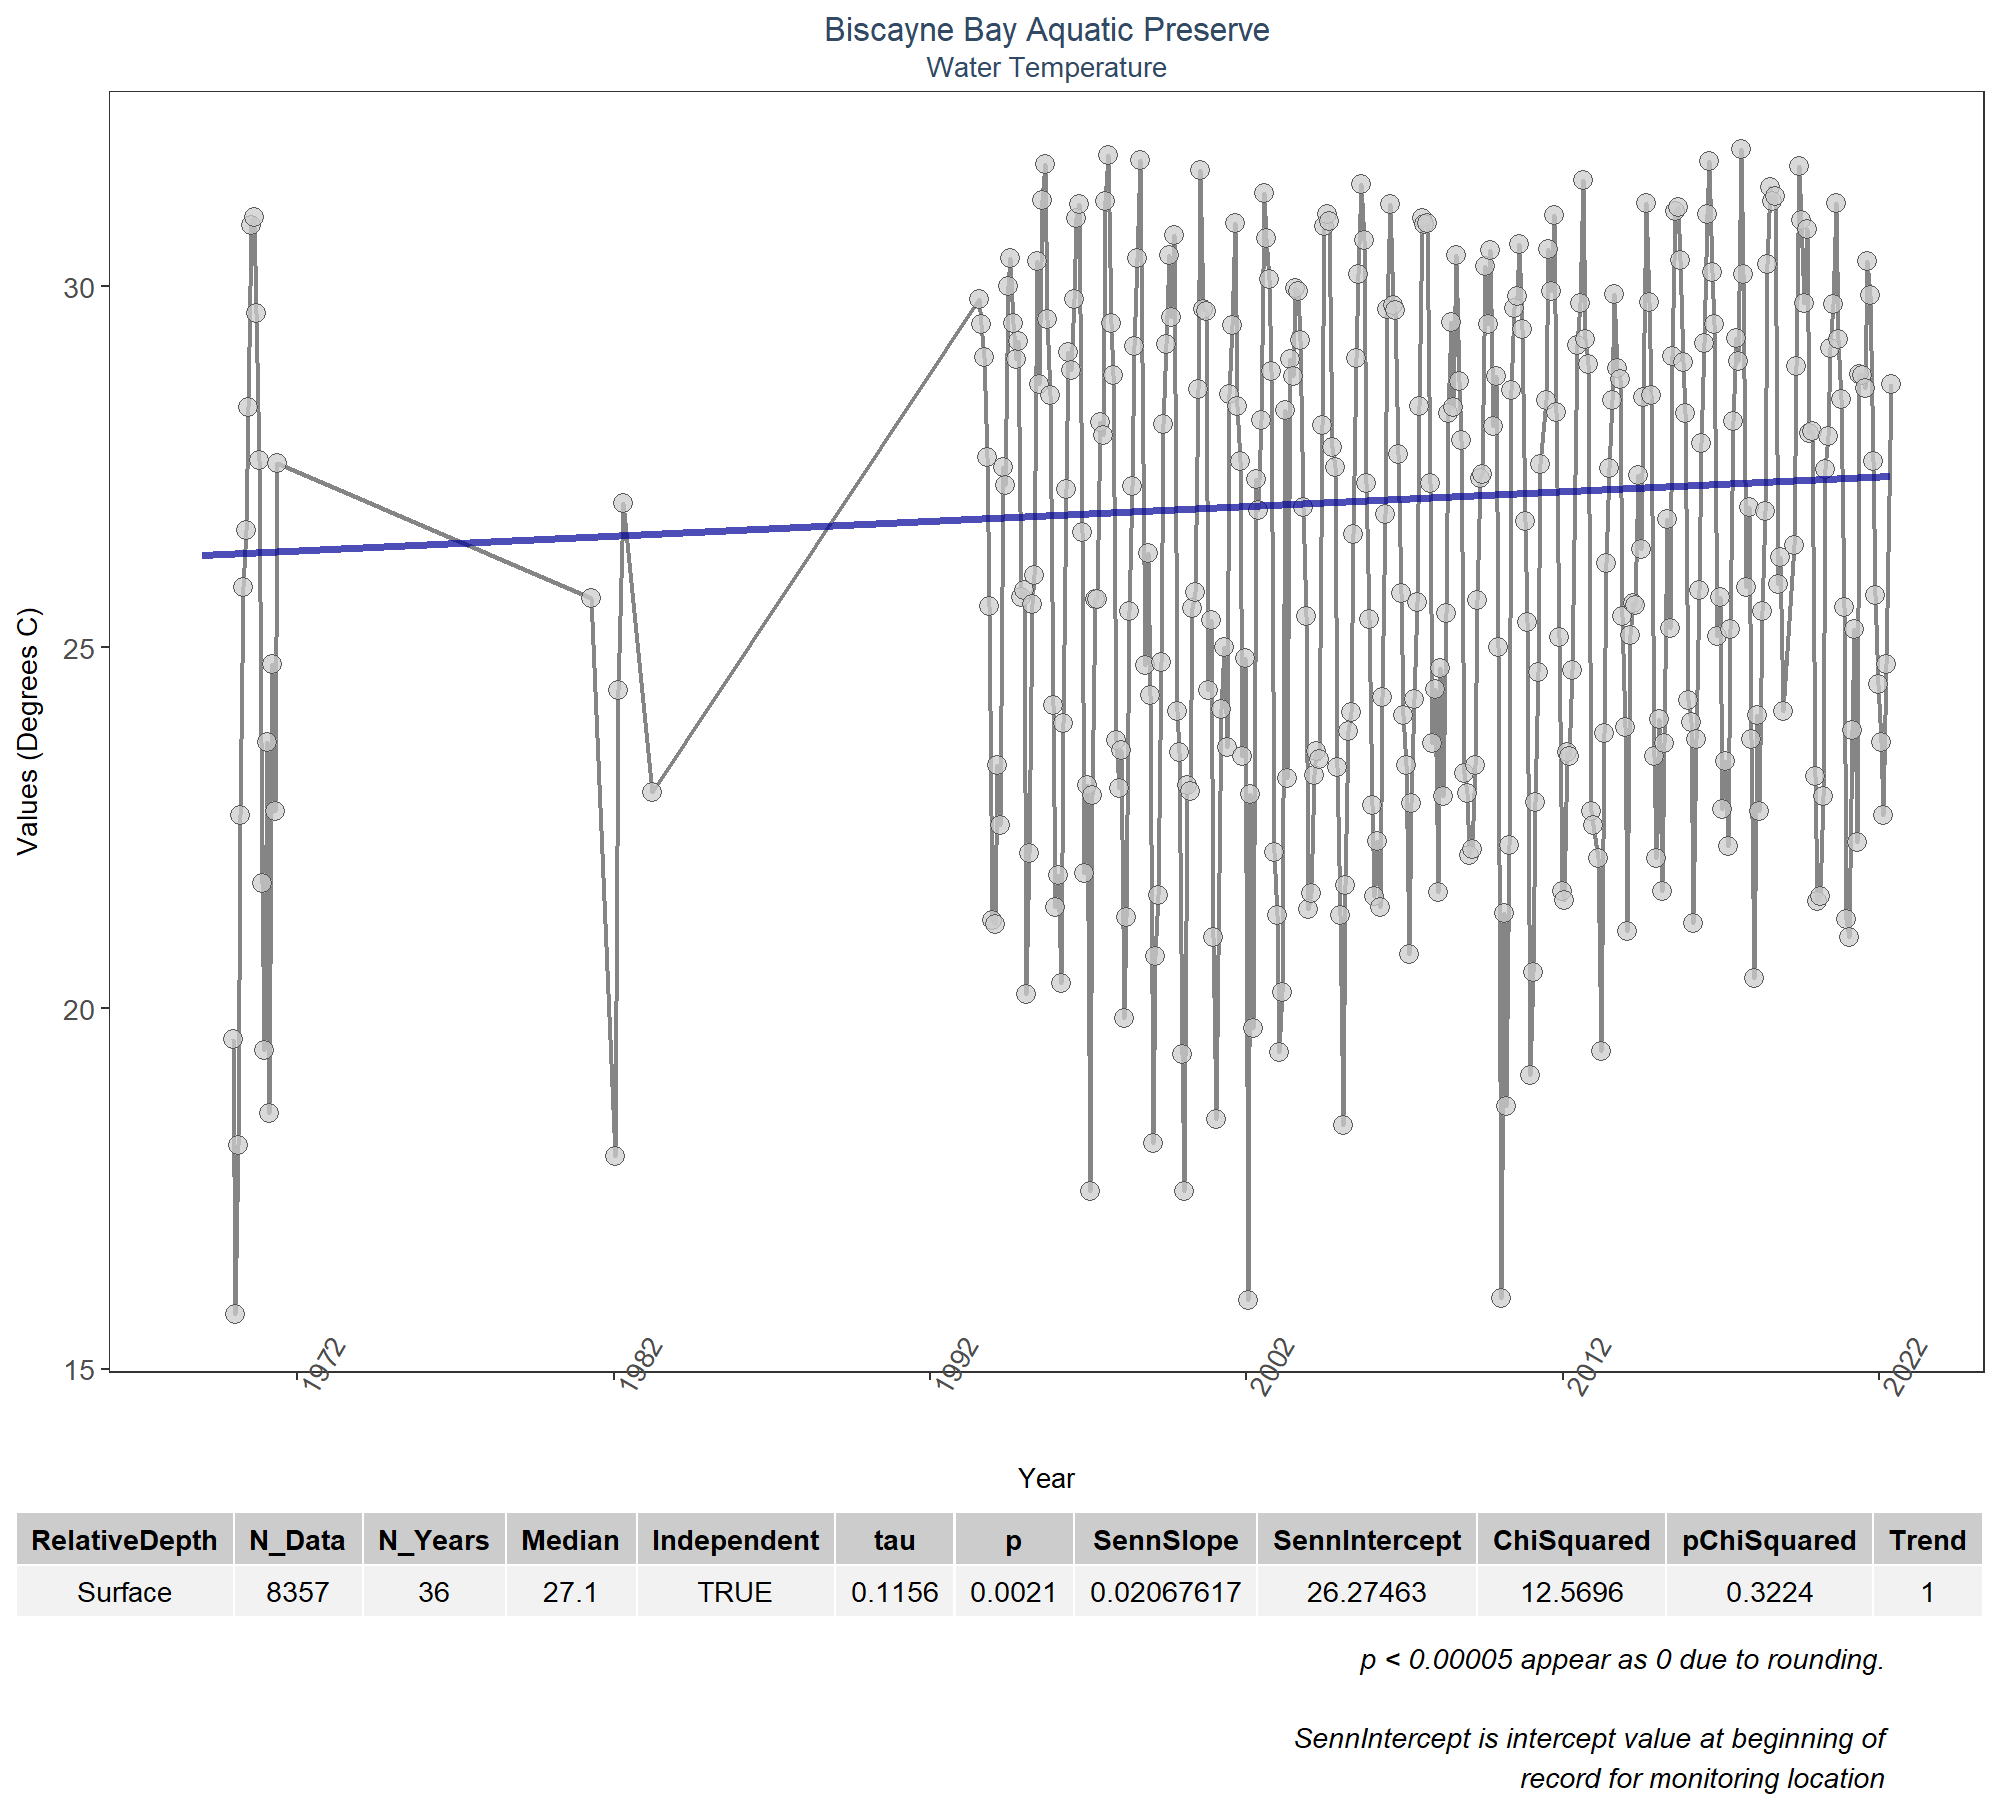 Biscayne Bay Aquatic Preserve
Water Temperature
Values (Degrees C)
30
25
20
15
1972
1982
1992
2002
2012
2022
Year
RelativeDepth N_Data N_Years Median Independent tau p SennSlope SennIntercept ChiSquared pChiSquared Trend
Surface 8357 36 27.1 TRUE 0.1156 0.0021 0.02067617 26.27463 12.5696 0.3224 1
p < 0.00005 appear as 0 due to rounding.
SennIntercept is intercept value at beginning of
record for monitoring location